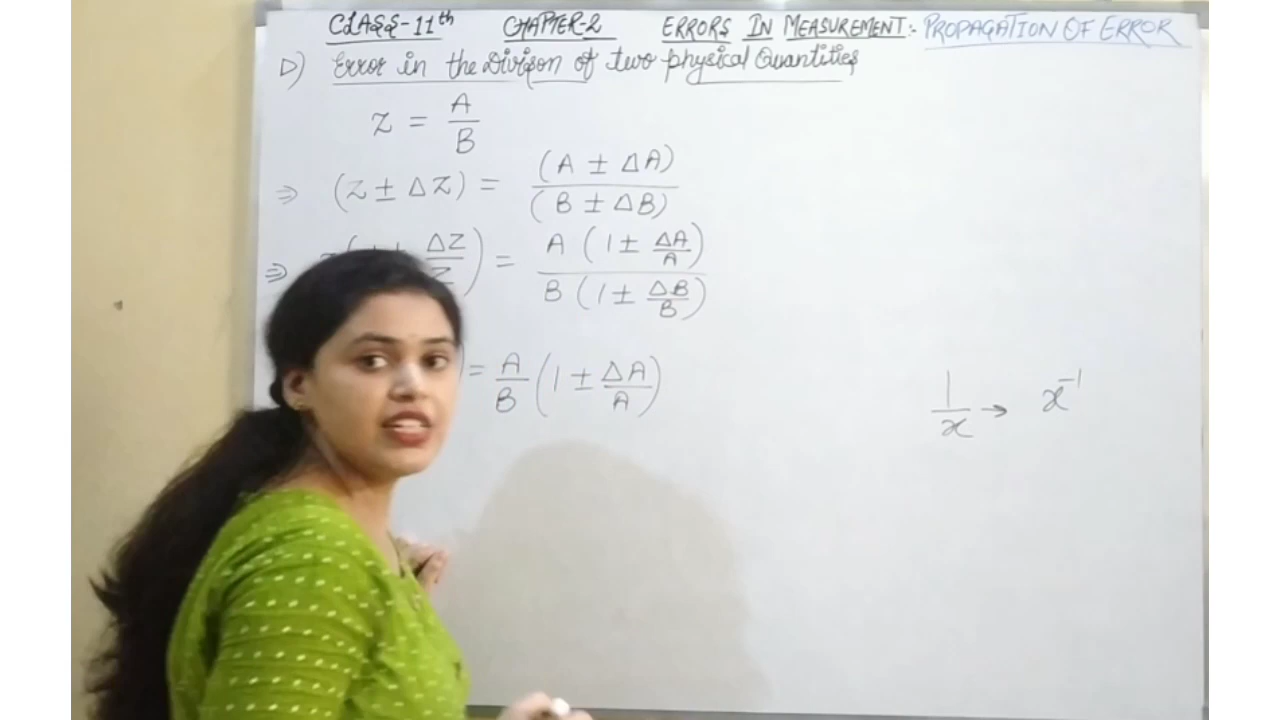 CLASS-11th CHAPTER-2 ERRORS IN MEASUREMENT:- PROPAGATION OF ERROR
D) Error in the Division of two physical Quantities
Z = A/B
⇒ (Z ± ΔZ) = (A ± ΔA)/(B ± ΔB)
⇒ ΔZ/Z) = A (1 ± ΔA/A)/B (1 ± ΔB/B)
) = A/B (1 ± ΔA/A)
1/x → x⁻¹